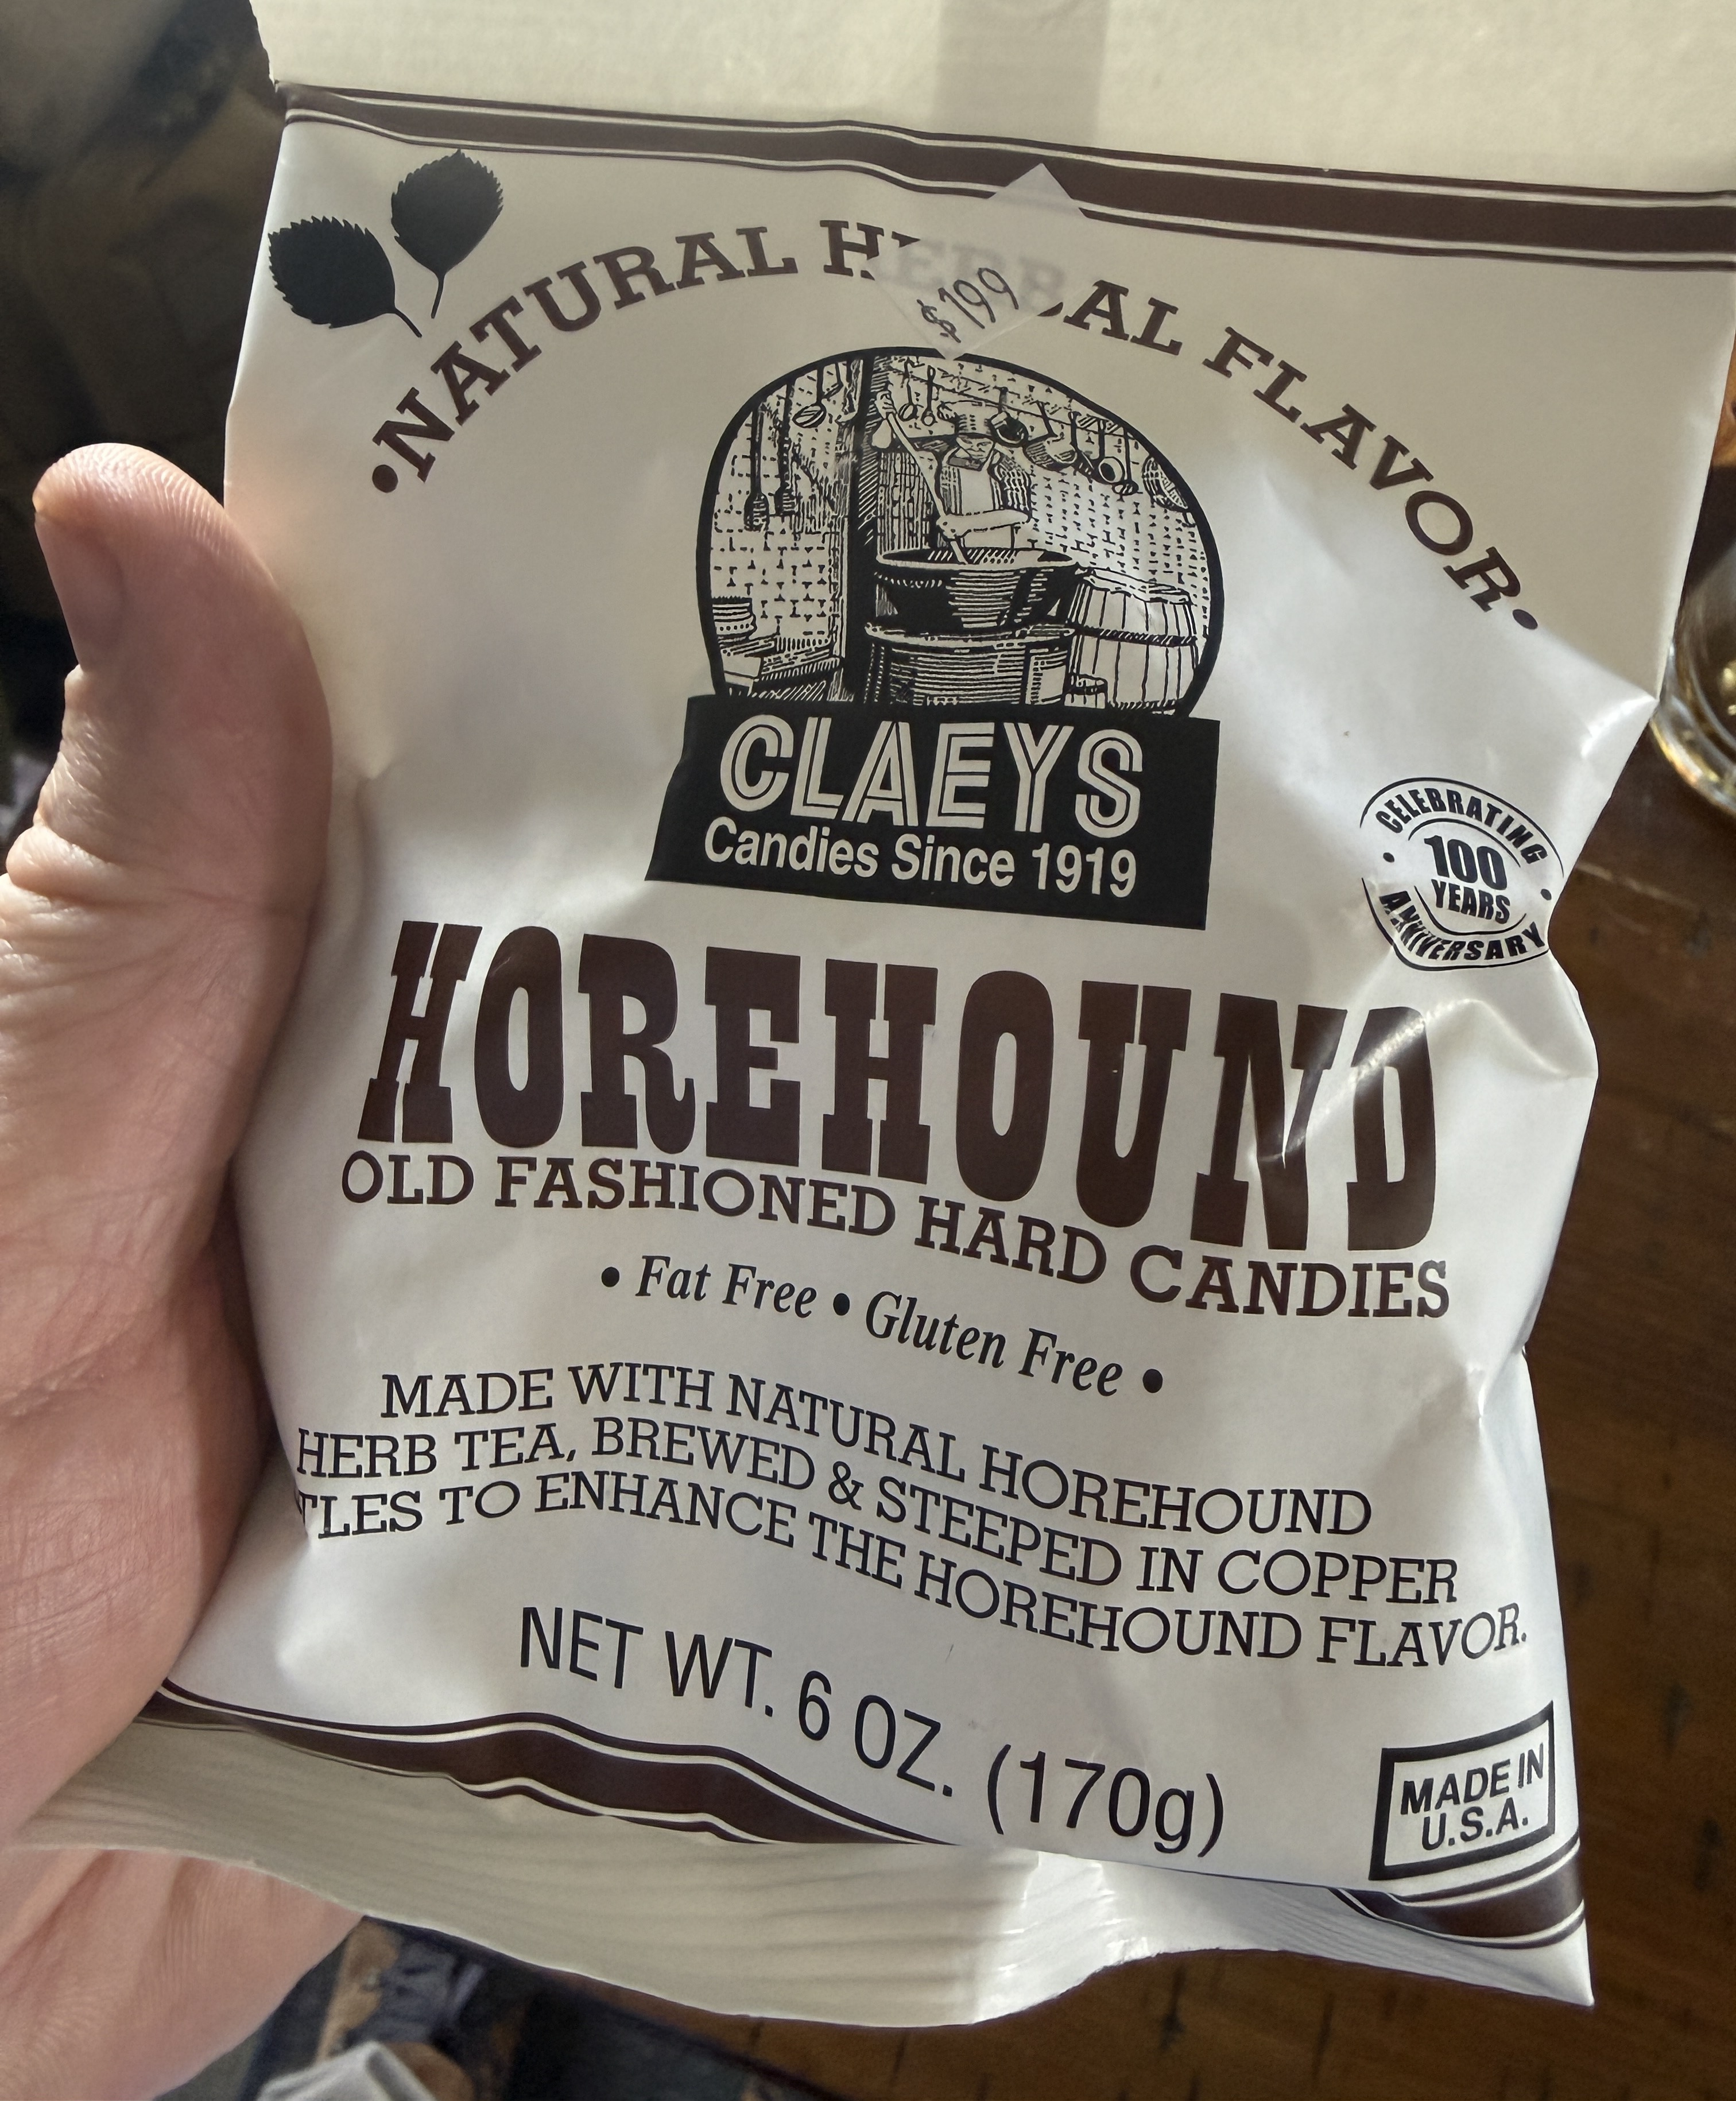 •NATURAL HERBAL FLAVOR•
$199
CLAEYS
Candies Since 1919
CELEBRATING
100
YEARS
ANNIVERSARY
HOREHOUND
OLD FASHIONED HARD CANDIES
• Fat Free • Gluten Free •
MADE WITH NATURAL HOREHOUND
HERB TEA, BREWED & STEEPED IN COPPER
TLES TO ENHANCE THE HOREHOUND FLAVOR.
NET WT. 6 OZ. (170g)
MADE IN
U.S.A.